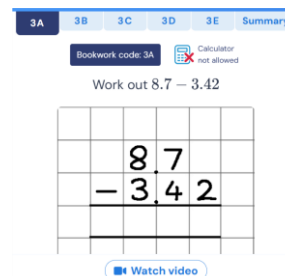 3A 3B 3C 3D 3E Summary
Bookwork code: 3A
Calculator
not allowed
Work out 8.7 − 3.42
8.7
− 3.42
Watch video